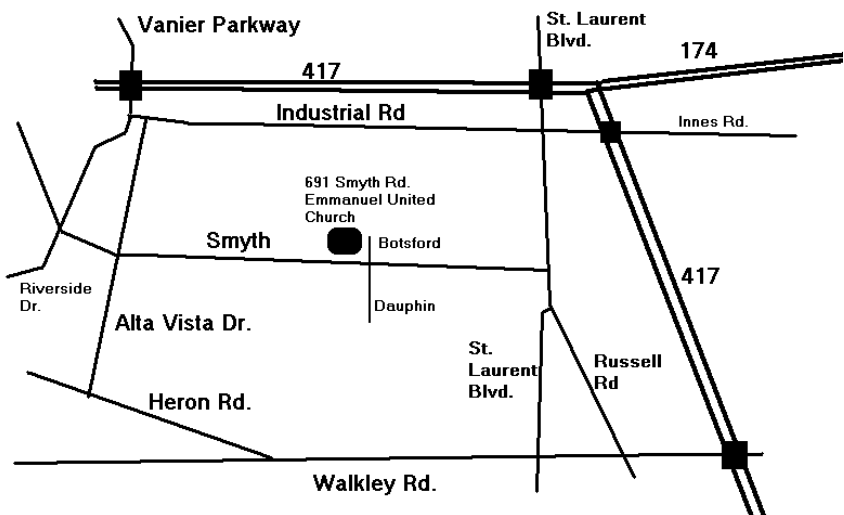 Vanier Parkway
St. Laurent
Blvd.
417
174
Industrial Rd
Innes Rd.
691 Smyth Rd.
Emmanuel United
Church
Smyth
Botsford
417
Riverside
Dr.
Dauphin
Alta Vista Dr.
St.
Laurent
Blvd.
Russell
Rd
Heron Rd.
Walkley Rd.